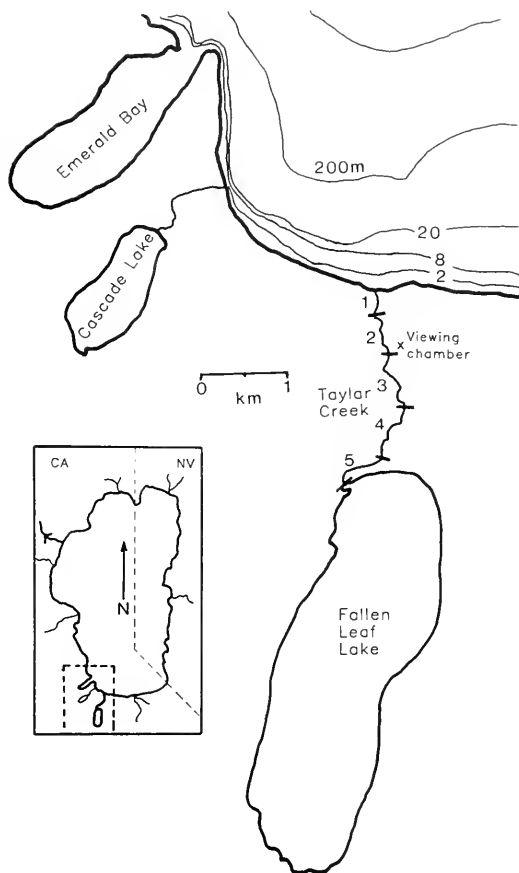 Emerald Bay
200m
20
8
2
Cascade Lake
1
2
x Viewing
chamber
0 1
km
3
Taylar
Creek
4
5
CA NV
N
Fallen
Leaf
Lake